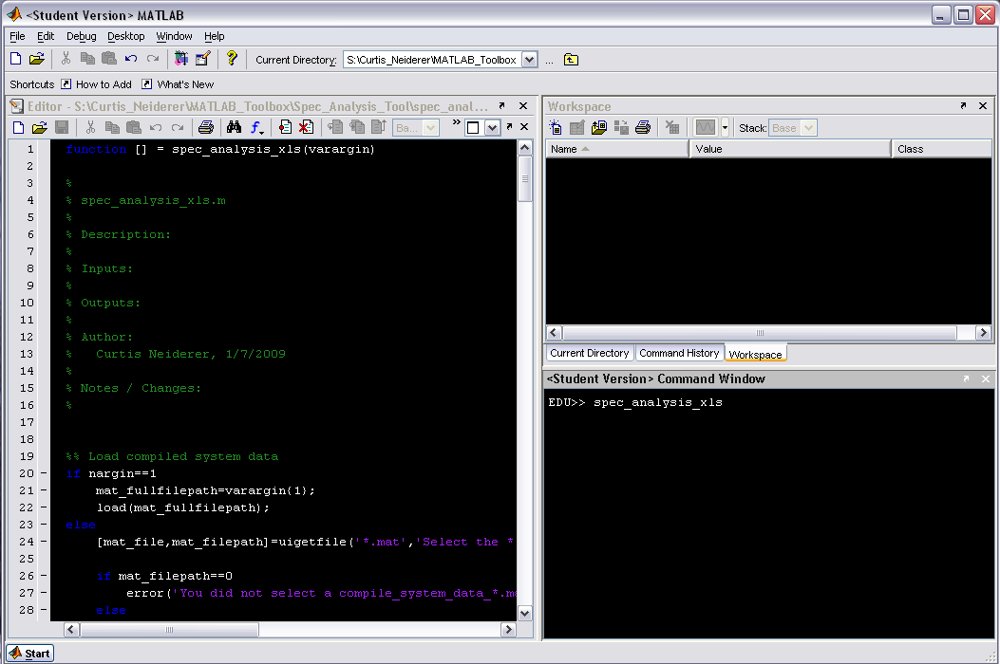 <Student Version> MATLAB
File Edit Debug Desktop Window Help
Current Directory: S:\Curtis_Neiderer\MATLAB_Toolbox ...
Shortcuts How to Add What's New
Editor - S:\Curtis_Neiderer\MATLAB_Toolbox\Spec_Analysis_Tool\spec_anal...
Ba... »
1 function [] = spec_analysis_xls(varargin)
2
3 %
4 % spec_analysis_xls.m
5 %
6 % Description:
7 %
8 % Inputs:
9 %
10 % Outputs:
11 %
12 % Author:
13 %   Curtis Neiderer, 1/7/2009
14 %
15 % Notes / Changes:
16 %
17
18
19 %% Load compiled system data
20 - if nargin==1
21 -     mat_fullfilepath=varargin{1};
22 -     load(mat_fullfilepath);
23 - else
24 -     [mat_file,mat_filepath]=uigetfile('*.mat','Select the *
25
26 -     if mat_filepath==0
27 -         error('You did not select a compile_system_data_*.ma
28 -     else
Workspace
Stack: Base
Name Value Class
Current Directory Command History Workspace
<Student Version> Command Window
EDU>> spec_analysis_xls
Start